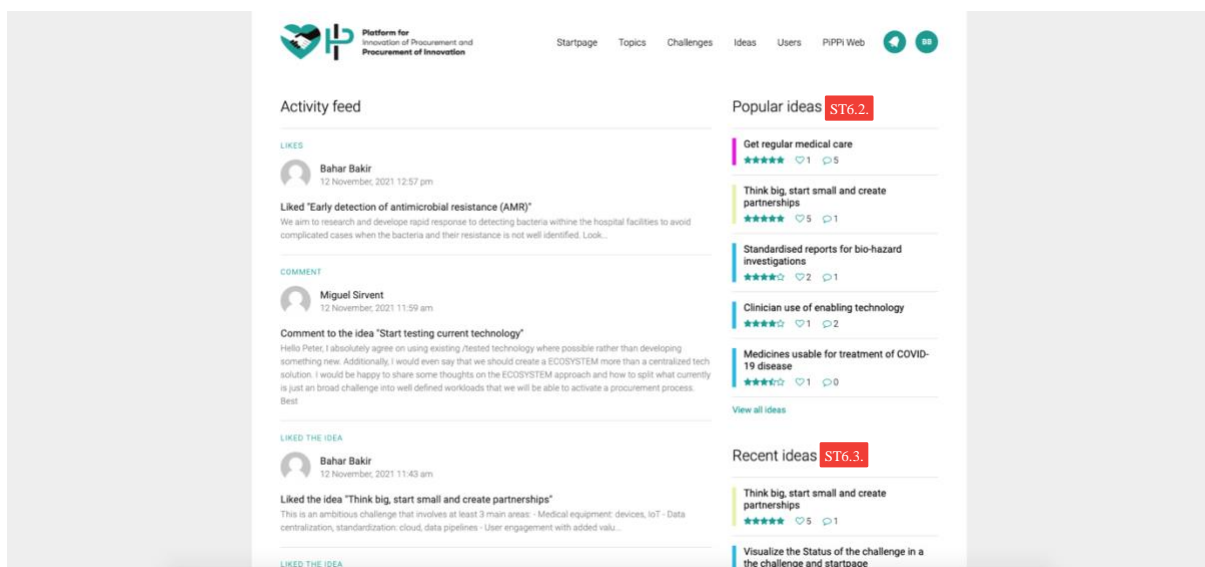 Platform for
Innovation of Procurement and
Procurement of Innovation
Startpage Topics Challenges Ideas Users PiPPi Web BB
Activity feed
LIKES
Bahar Bakir
12 November, 2021 12:57 pm
Liked "Early detection of antimicrobial resistance (AMR)"
We aim to research and develope rapid response to detecting bacteria withine the hospital facilities to avoid
complicated cases when the bacteria and their resistance is not well identified. Look...
COMMENT
Miguel Sirvent
12 November, 2021 11:59 am
Comment to the idea "Start testing current technology"
Hello Peter, I absolutely agree on using existing /tested technology where possible rather than developing
something new. Additionally, I would even say that we should create a ECOSYSTEM more than a centralized tech
solution. I would be happy to share some thoughts on the ECOSYSTEM approach and how to split what currently
is just an broad challenge into well defined workloads that we will be able to activate a procurement process.
Best
LIKED THE IDEA
Bahar Bakir
12 November, 2021 11:43 am
Liked the idea "Think big, start small and create partnerships"
This is an ambitious challenge that involves at least 3 main areas: - Medical equipment: devices, IoT - Data
centralization, standardization: cloud, data pipelines - User engagement with added valu...
LIKED THE IDEA
Popular ideas ST6.2.
Get regular medical care
1 5
Think big, start small and create
partnerships
5 1
Standardised reports for bio-hazard
investigations
2 1
Clinician use of enabling technology
1 2
Medicines usable for treatment of COVID-
19 disease
1 0
View all ideas
Recent ideas ST6.3.
Think big, start small and create
partnerships
5 1
Visualize the Status of the challenge in a
the challenge and startpage